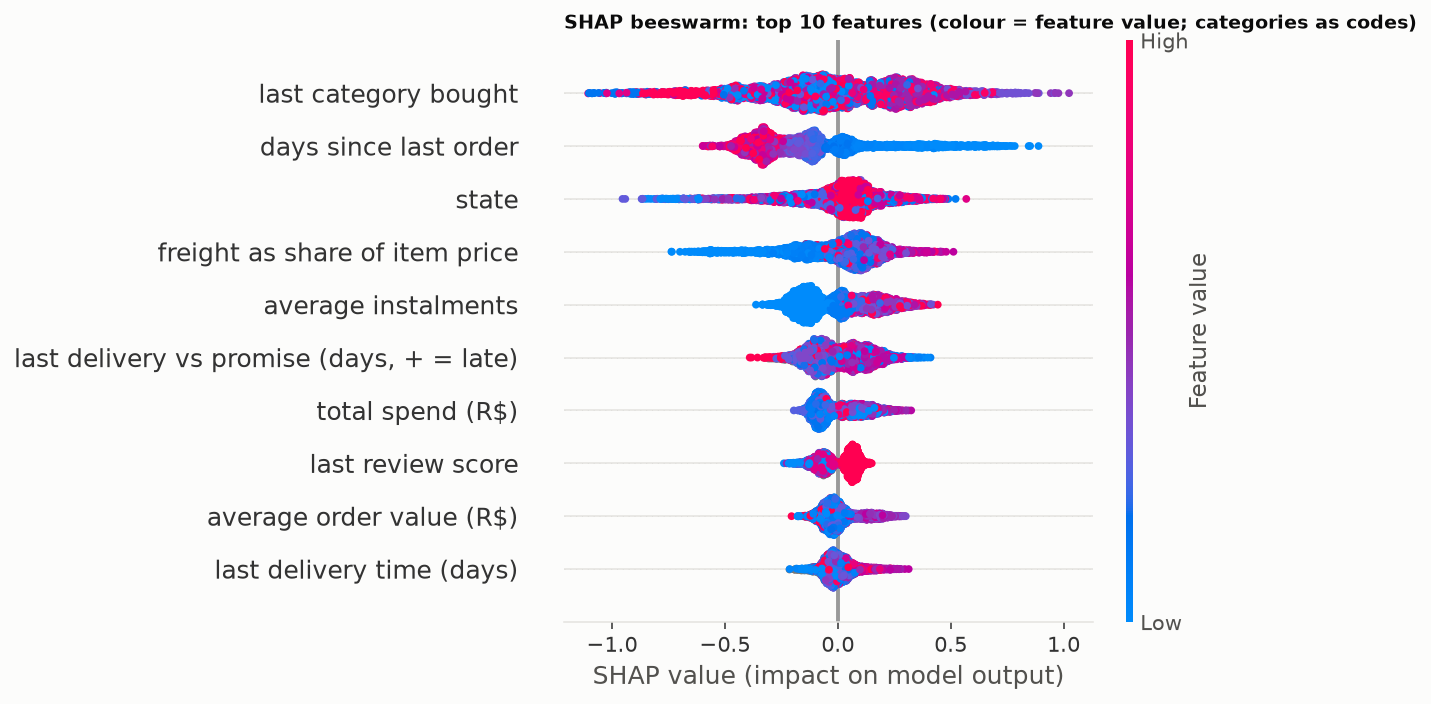 SHAP beeswarm: top 10 features (colour = feature value; categories as codes)
High
last category bought
days since last order
state
freight as share of item price
average instalments
last delivery vs promise (days, + = late)
total spend (R$)
last review score
average order value (R$)
last delivery time (days)
Feature value
Low
−1.0 −0.5 0.0 0.5 1.0
SHAP value (impact on model output)